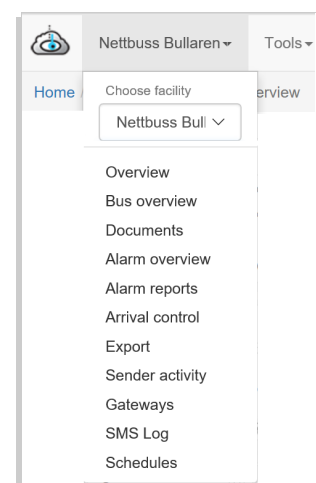 Nettbuss Bullaren Tools
Home / erview
Choose facility
Nettbuss Bull
Overview
Bus overview
Documents
Alarm overview
Alarm reports
Arrival control
Export
Sender activity
Gateways
SMS Log
Schedules